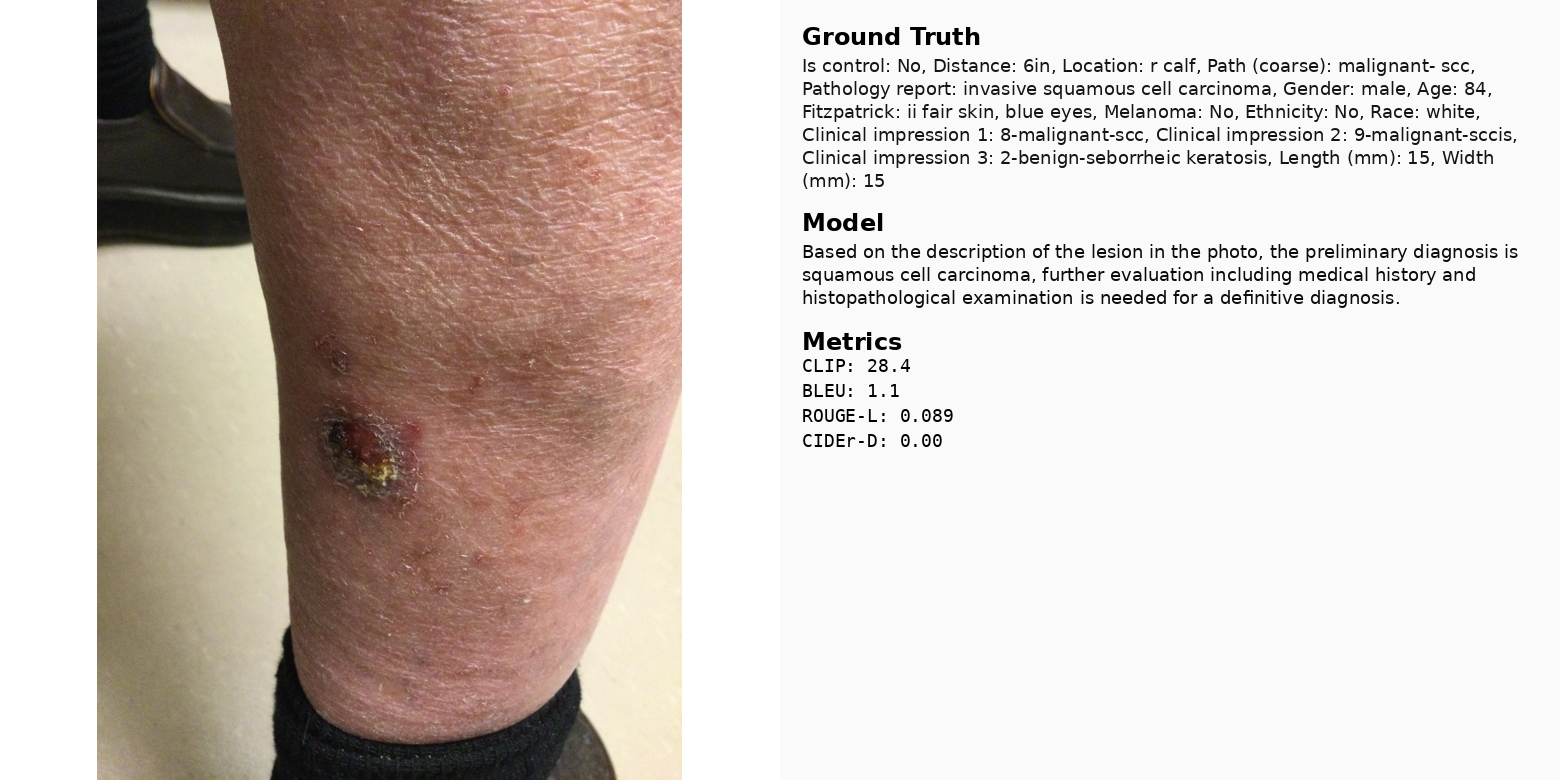 Ground Truth
Is control: No, Distance: 6in, Location: r calf, Path (coarse): malignant- scc,
Pathology report: invasive squamous cell carcinoma, Gender: male, Age: 84,
Fitzpatrick: ii fair skin, blue eyes, Melanoma: No, Ethnicity: No, Race: white,
Clinical impression 1: 8-malignant-scc, Clinical impression 2: 9-malignant-sccis,
Clinical impression 3: 2-benign-seborrheic keratosis, Length (mm): 15, Width
(mm): 15
Model
Based on the description of the lesion in the photo, the preliminary diagnosis is
squamous cell carcinoma, further evaluation including medical history and
histopathological examination is needed for a definitive diagnosis.
Metrics
CLIP: 28.4
BLEU: 1.1
ROUGE-L: 0.089
CIDEr-D: 0.00